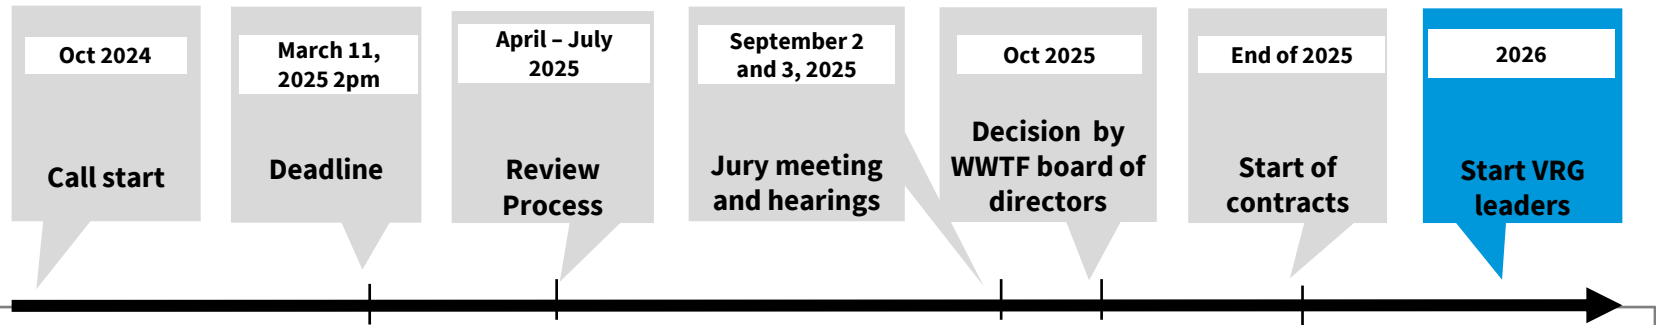 Oct 2024
Call start
March 11,
2025 2pm
Deadline
April – July
2025
Review
Process
September 2
and 3, 2025
Jury meeting
and hearings
Oct 2025
Decision by
WWTF board of
directors
End of 2025
Start of
contracts
2026
Start VRG
leaders